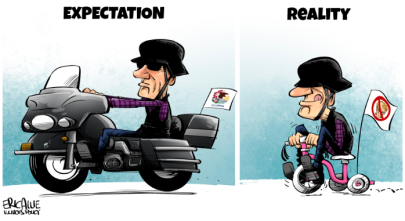 EXPECTATION
REALITY
ERIC ALLIE
ILLINOIS POLICY